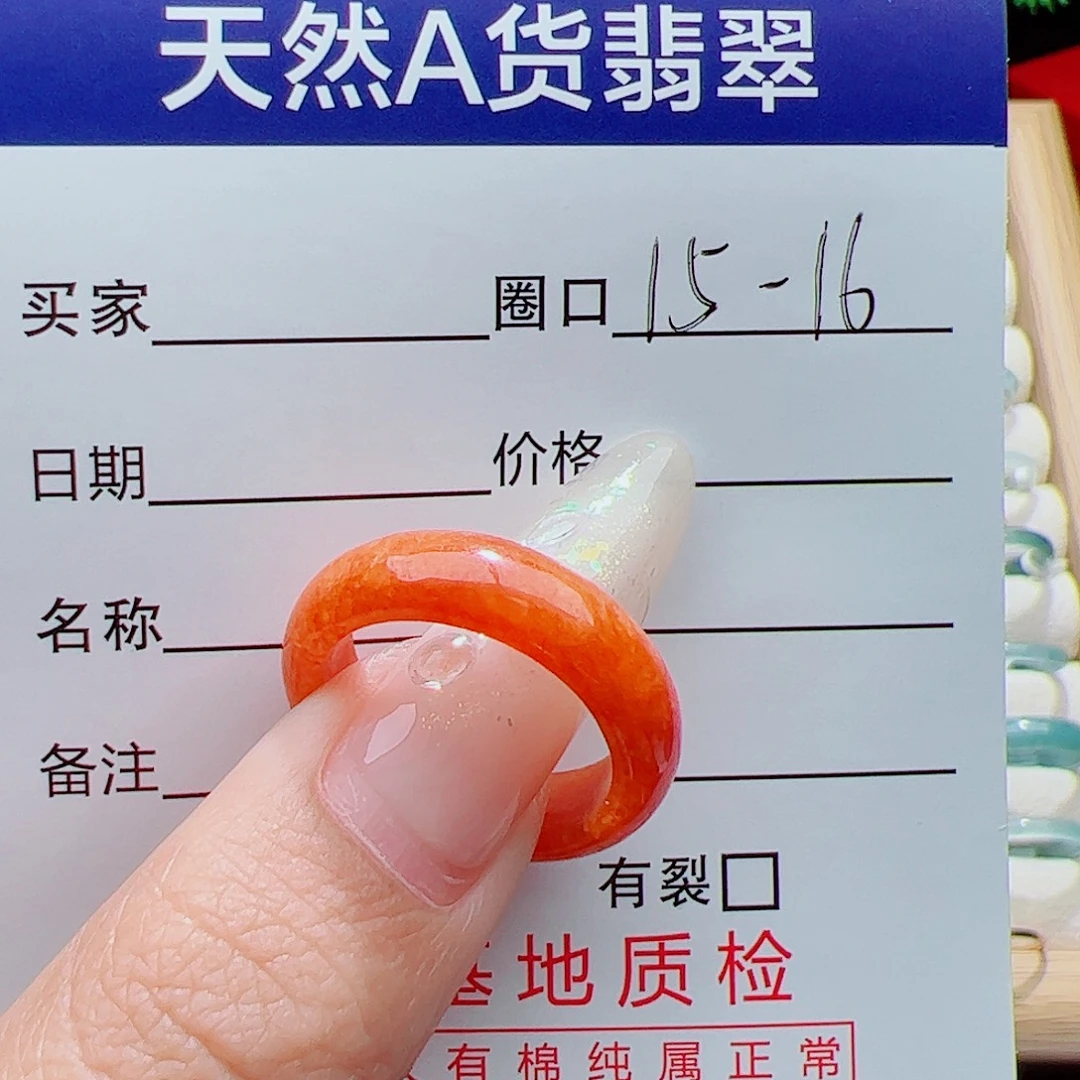 天然A货翡翠
买家 圈口 15-16
日期 价格
名称
备注
有裂
地质检
有棉纯属正常